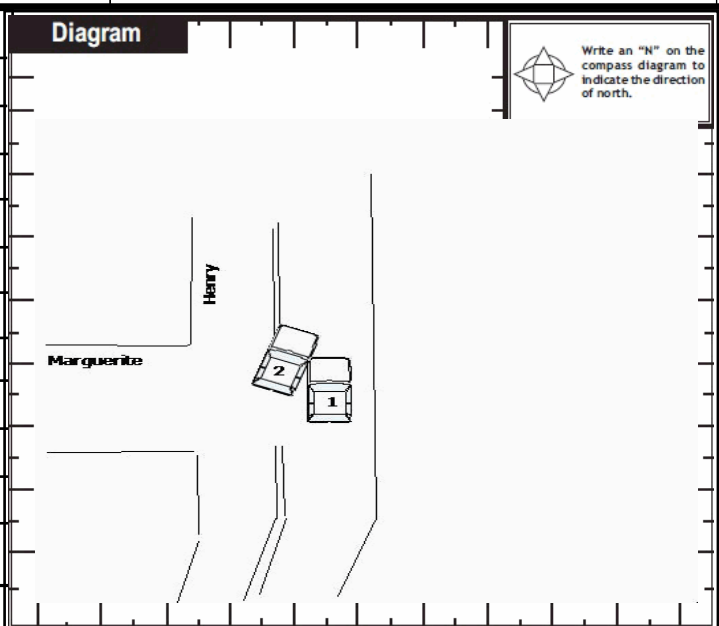 Diagram
Write an “N” on the
compass diagram to
indicate the direction
of north.
Henry
Marguerite
2
1